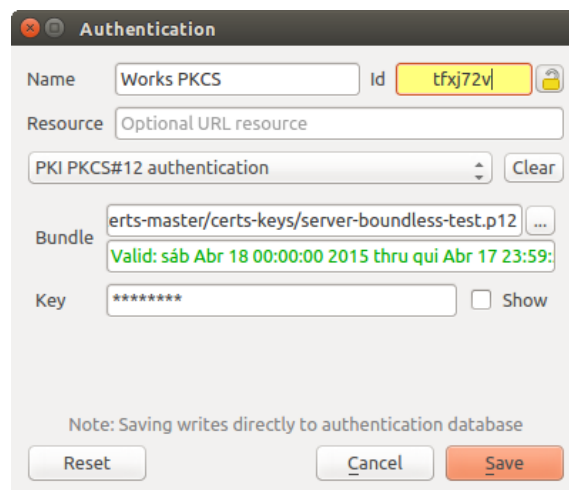 Authentication
Name Works PKCS Id tfxj72v
Resource Optional URL resource
PKI PKCS#12 authentication Clear
Bundle erts-master/certs-keys/server-boundless-test.p12 ...
Valid: sáb Abr 18 00:00:00 2015 thru qui Abr 17 23:59:
Key ******** Show
Note: Saving writes directly to authentication database
Reset Cancel Save